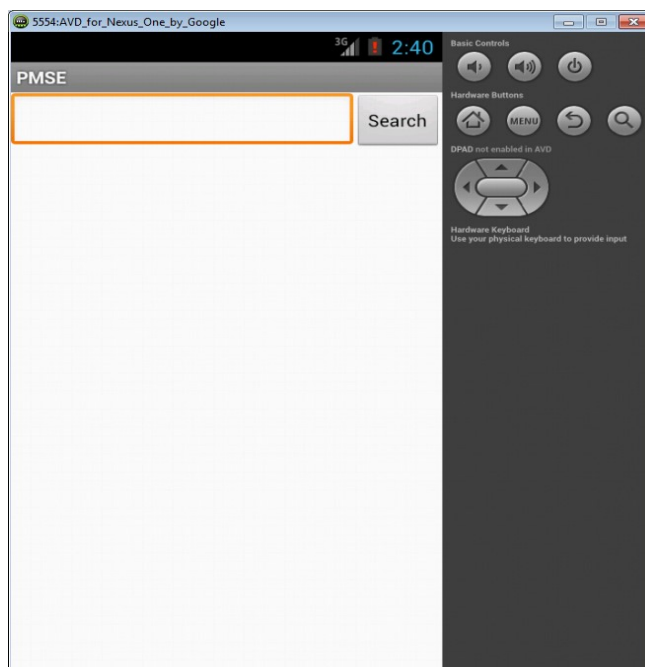 5554:AVD_for_Nexus_One_by_Google
3G 2:40
PMSE
Search
Basic Controls
Hardware Buttons
MENU
DPAD not enabled in AVD
Hardware Keyboard
Use your physical keyboard to provide input